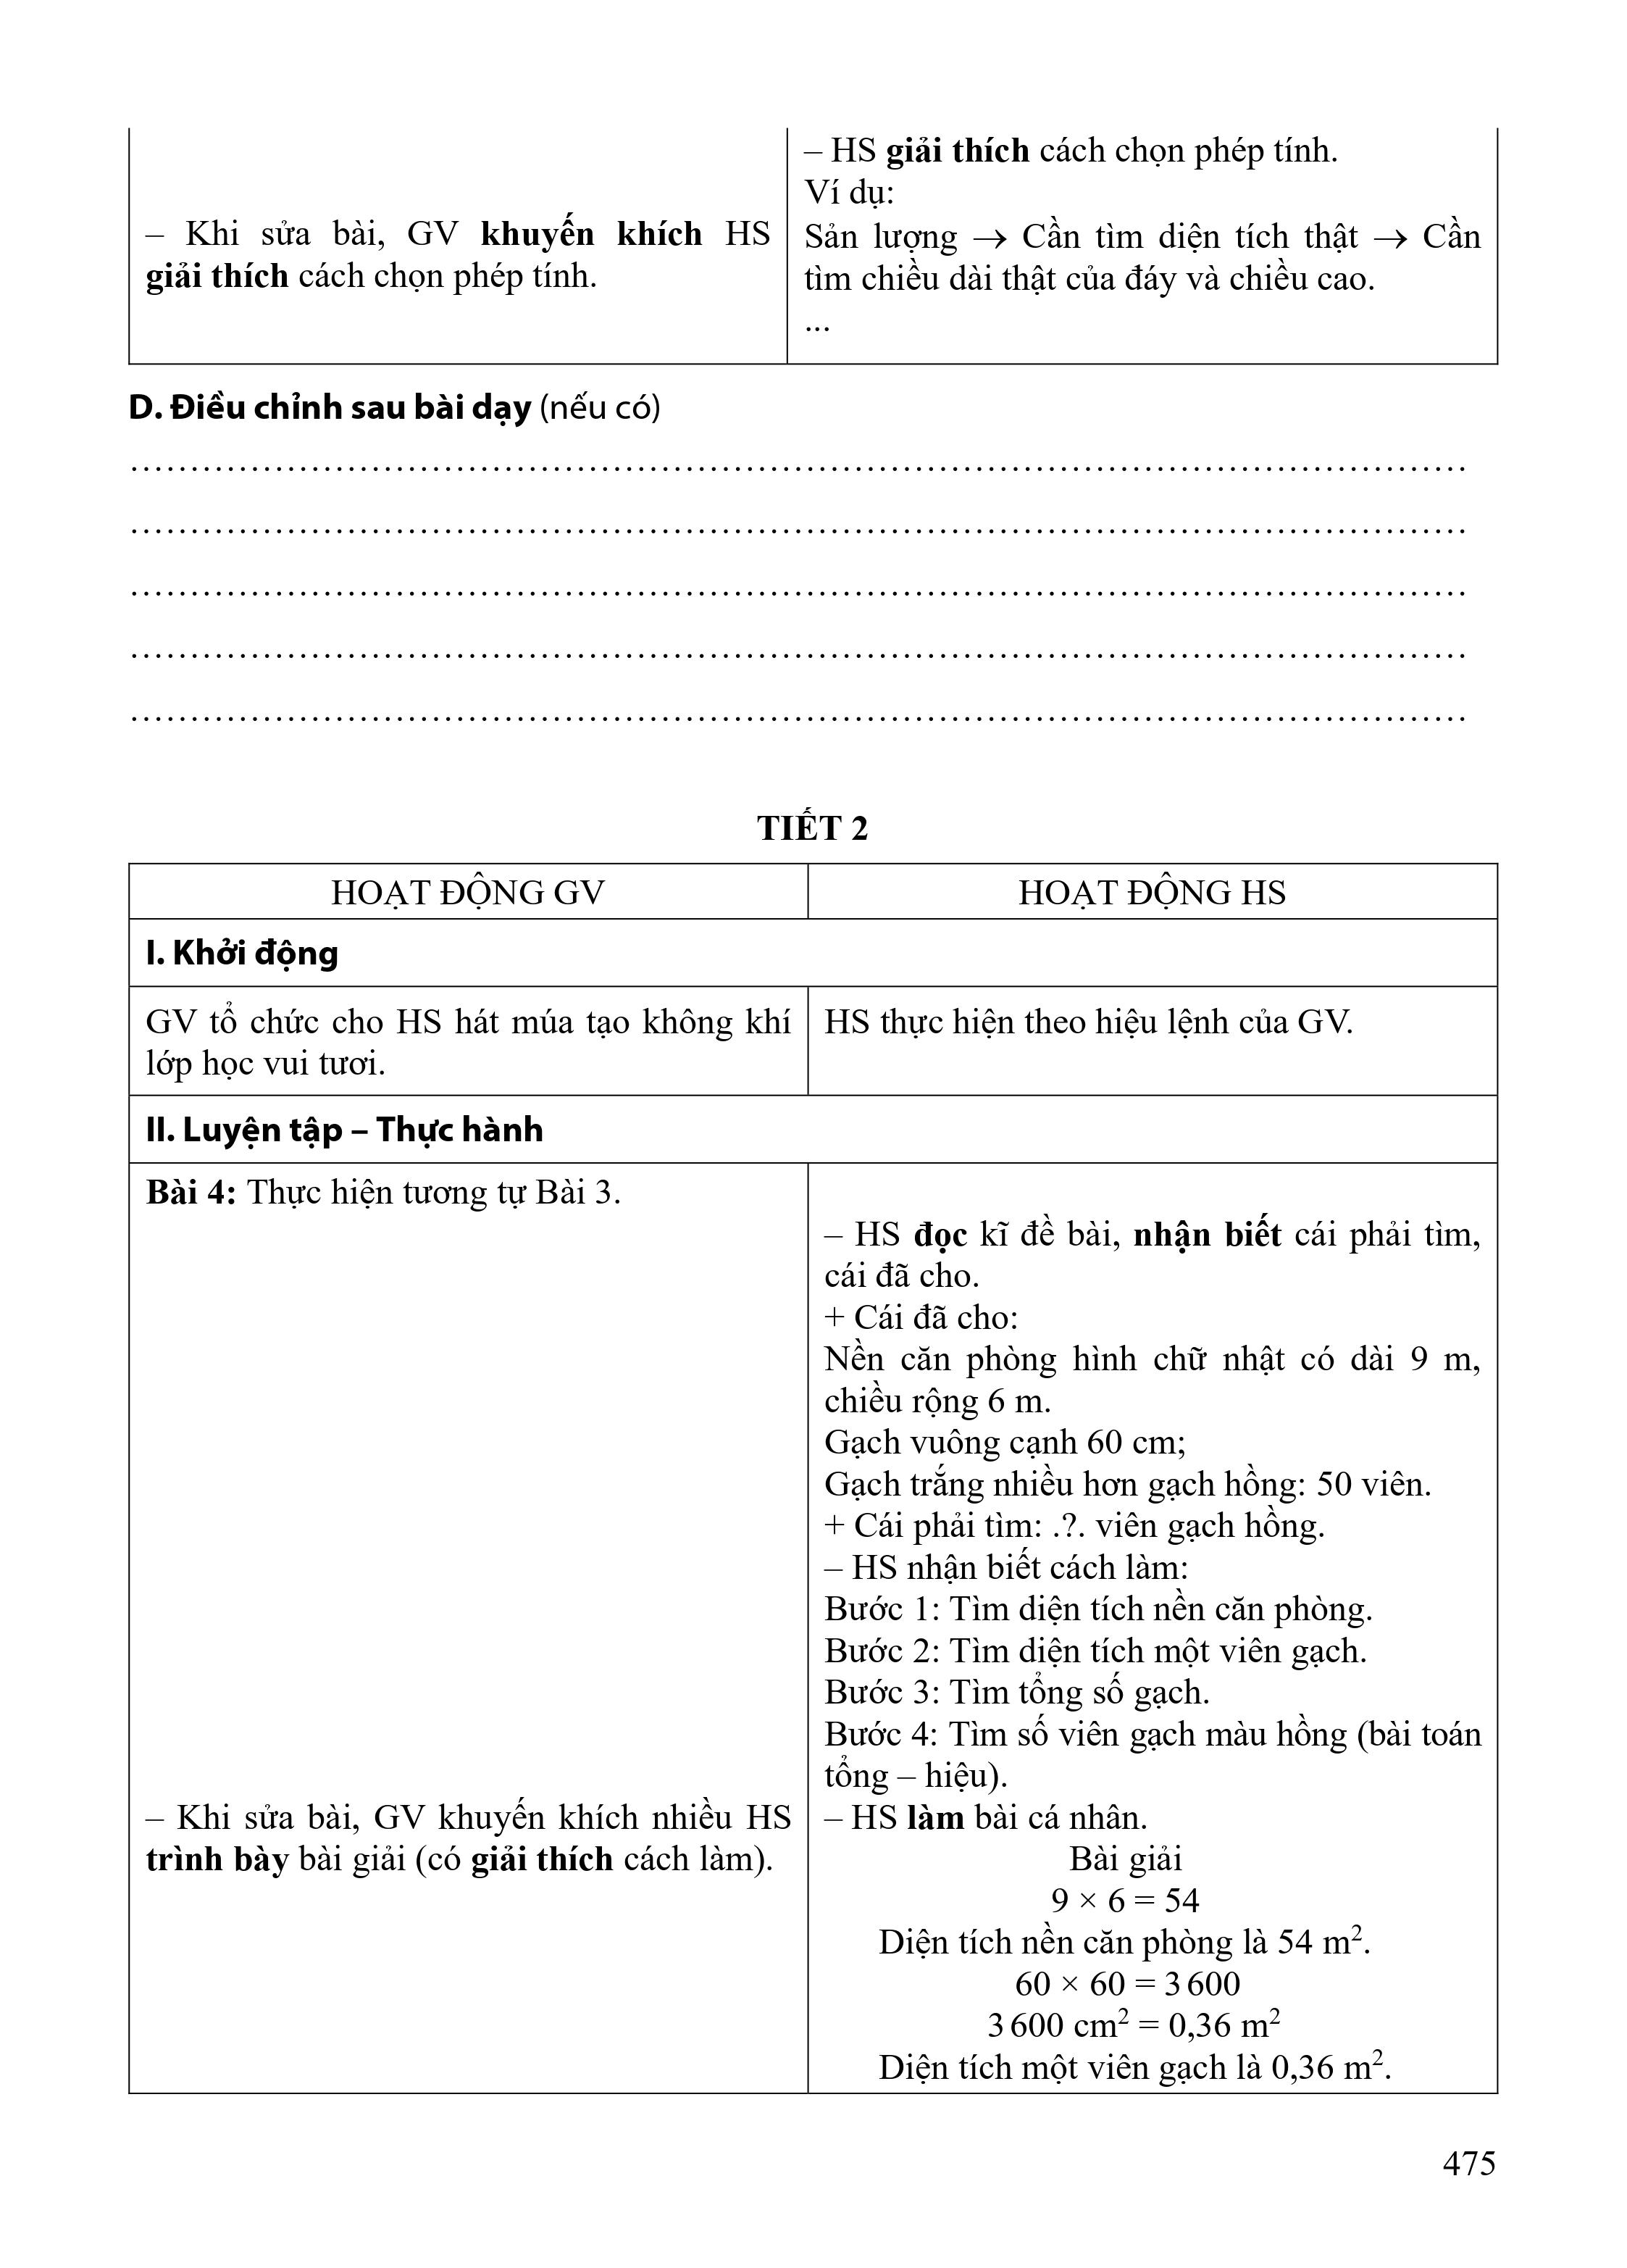 – HS giải thích cách chọn phép tính.
Ví dụ:
– Khi sửa bài, GV khuyến khích HS
giải thích cách chọn phép tính.
Sản lượng → Cần tìm diện tích thật → Cần
tìm chiều dài thật của đáy và chiều cao.
...
D. Điều chỉnh sau bài dạy (nếu có)
……………………………………………………………………………………………
……………………………………………………………………………………………
……………………………………………………………………………………………
……………………………………………………………………………………………
……………………………………………………………………………………………
TIẾT 2
HOẠT ĐỘNG GV
HOẠT ĐỘNG HS
I. Khởi động
GV tổ chức cho HS hát múa tạo không khí
lớp học vui tươi.
HS thực hiện theo hiệu lệnh của GV.
II. Luyện tập – Thực hành
Bài 4: Thực hiện tương tự Bài 3.
– Khi sửa bài, GV khuyến khích nhiều HS
trình bày bài giải (có giải thích cách làm).
– HS đọc kĩ đề bài, nhận biết cái phải tìm,
cái đã cho.
+ Cái đã cho:
Nền căn phòng hình chữ nhật có dài 9 m,
chiều rộng 6 m.
Gạch vuông cạnh 60 cm;
Gạch trắng nhiều hơn gạch hồng: 50 viên.
+ Cái phải tìm: .?. viên gạch hồng.
– HS nhận biết cách làm:
Bước 1: Tìm diện tích nền căn phòng.
Bước 2: Tìm diện tích một viên gạch.
Bước 3: Tìm tổng số gạch.
Bước 4: Tìm số viên gạch màu hồng (bài toán
tổng – hiệu).
– HS làm bài cá nhân.
Bài giải
9 × 6 = 54
Diện tích nền căn phòng là 54 m².
60 × 60 = 3 600
3 600 cm² = 0,36 m²
Diện tích một viên gạch là 0,36 m².
475